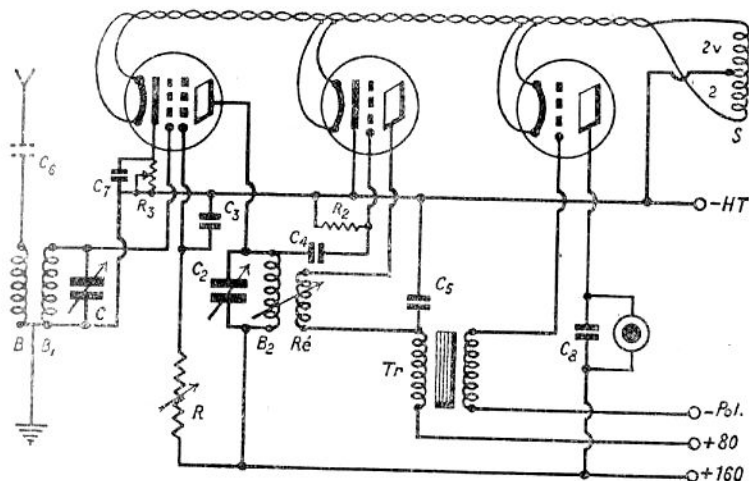 2v
2
S
C6
C7
R3
C3
R2
-HT
C4
C2
C5
C
B
B1
B2
Ré
C8
Tr
R
-Pol.
+80
+160